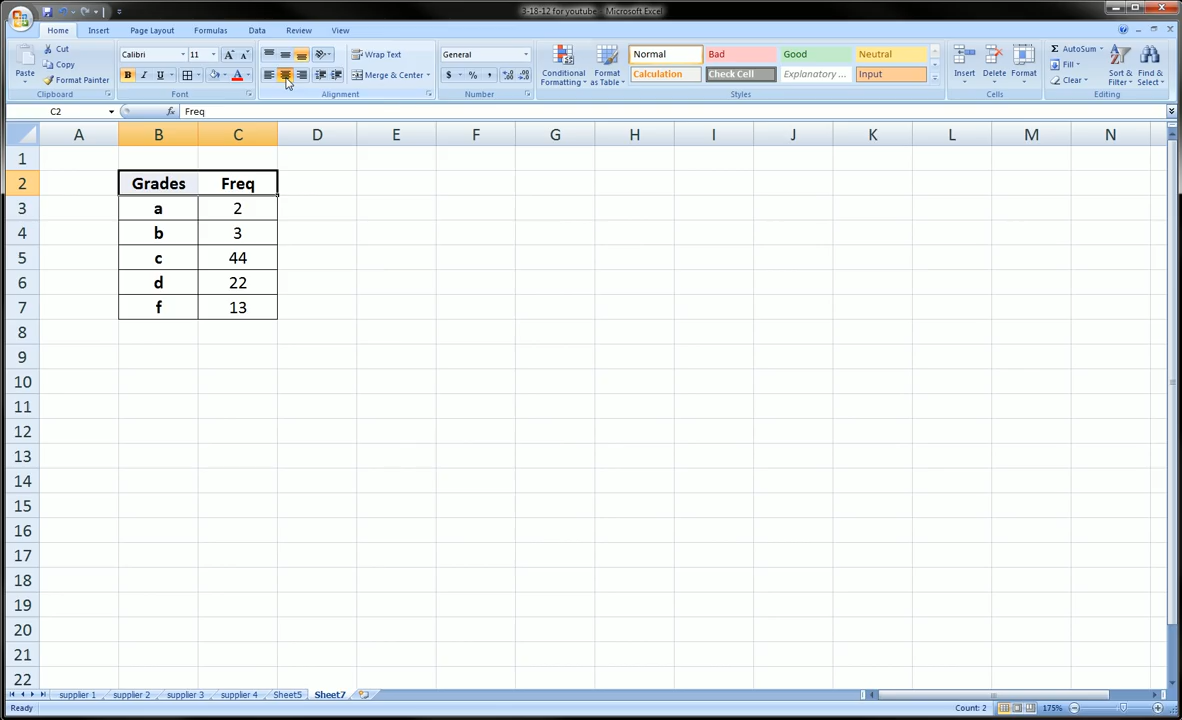 3-18-12 for youtube - Microsoft Excel
Home Insert Page Layout Formulas Data Review View
Paste Cut Copy Format Painter Clipboard
Calibri 11 B I U A Font
Wrap Text Merge & Center Alignment
General $ % , Number
Conditional Formatting Format as Table
Normal Bad Good Neutral
Calculation Check Cell Explanatory ... Input
Styles
Insert Delete Format Cells
Σ AutoSum Fill Clear Sort & Filter Find & Select Editing
C2 fx Freq
A B C D E F G H I J K L M N
1
2 Grades Freq
3 a 2
4 b 3
5 c 44
6 d 22
7 f 13
8
9
10
11
12
13
14
15
16
17
18
19
20
21
22
supplier 1 supplier 2 supplier 3 supplier 4 Sheet5 Sheet7
Ready Count: 2 175%